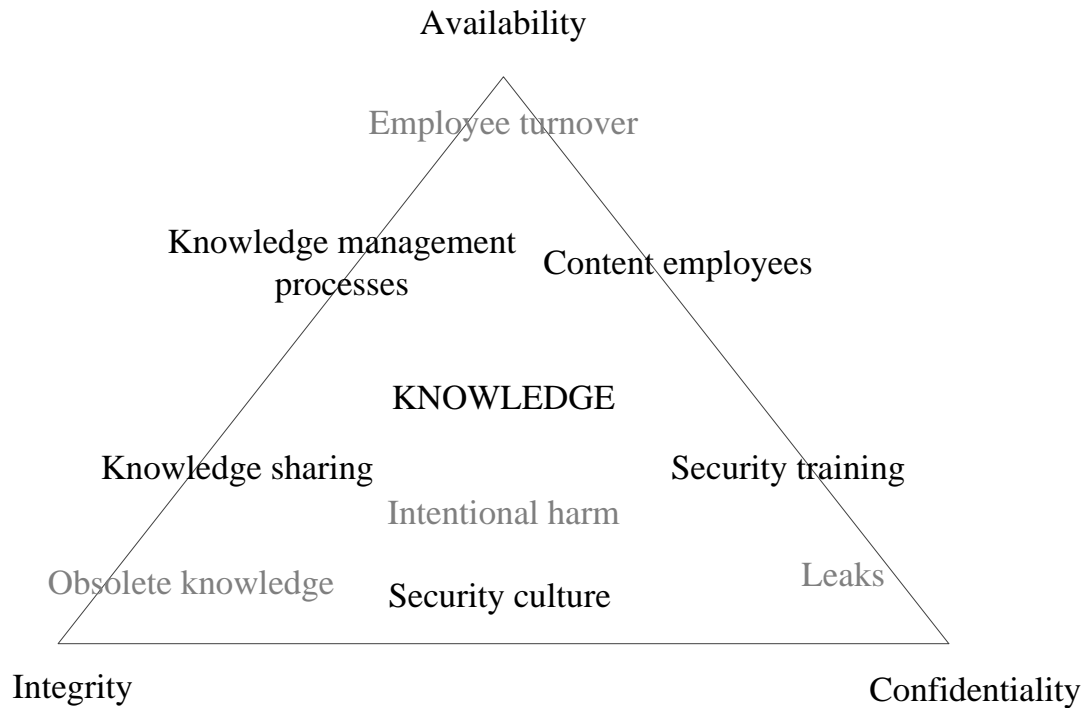 Availability
Employee turnover
Knowledge management
processes
Content employees
KNOWLEDGE
Knowledge sharing
Security training
Intentional harm
Obsolete knowledge
Leaks
Security culture
Integrity
Confidentiality